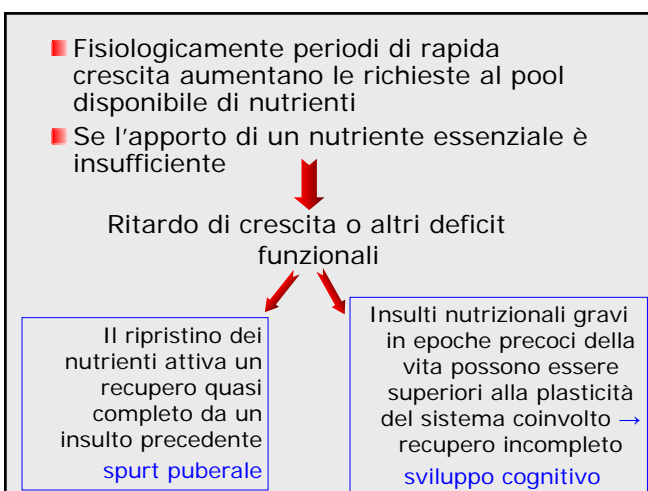 Fisiologicamente periodi di rapida
crescita aumentano le richieste al pool
disponibile di nutrienti
Se l'apporto di un nutriente essenziale è
insufficiente
Ritardo di crescita o altri deficit
funzionali
Il ripristino dei
nutrienti attiva un
recupero quasi
completo da un
insulto precedente
spurt puberale
Insulti nutrizionali gravi
in epoche precoci della
vita possono essere
superiori alla plasticità
del sistema coinvolto →
recupero incompleto
sviluppo cognitivo